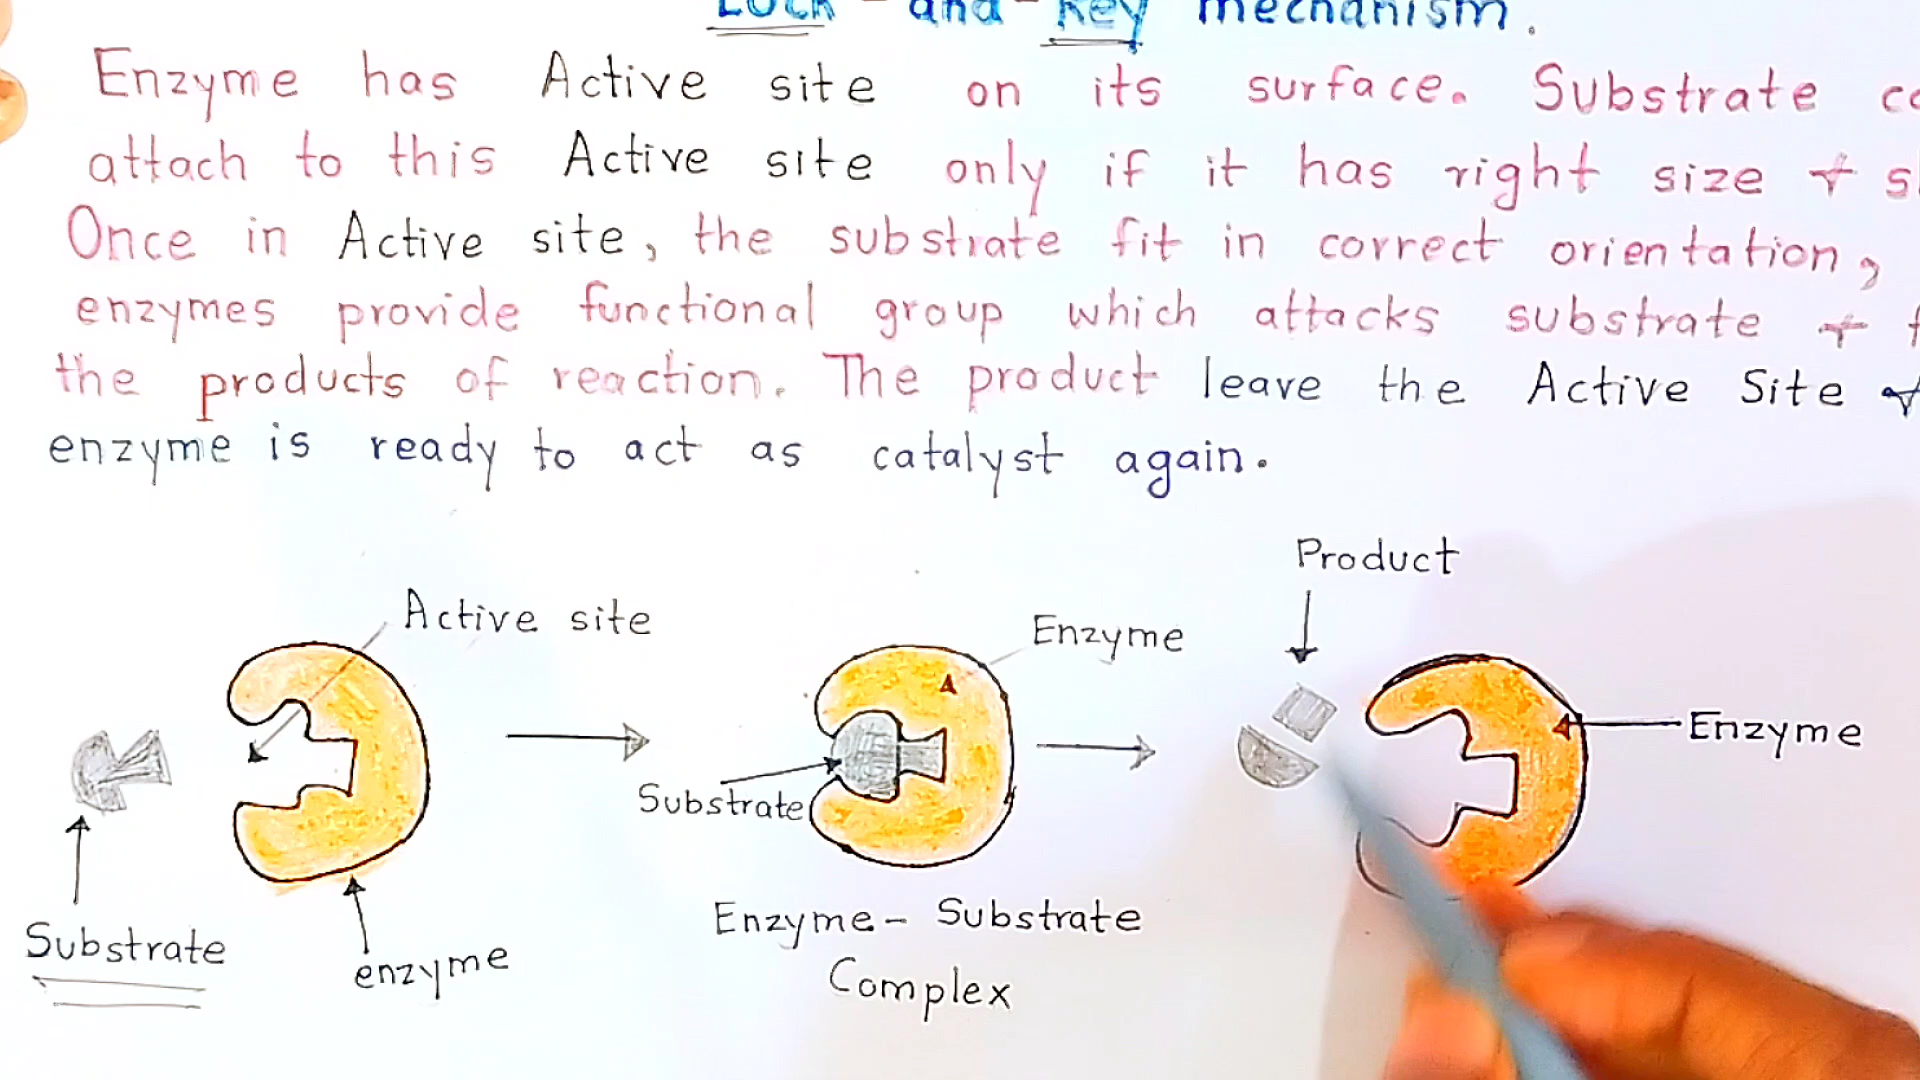 Lock - and - Key mechanism.
Enzyme has Active site on its surface. Substrate
attach to this Active site only if it has right size +
Once in Active site, the substrate fit in correct orientation,
enzymes provide functional group which attacks substrate +
the products of reaction. The product leave the Active Site +
enzyme is ready to act as catalyst again.
Product
Active site
Enzyme
Enzyme
Substrate
Enzyme - Substrate
Complex
Substrate
enzyme